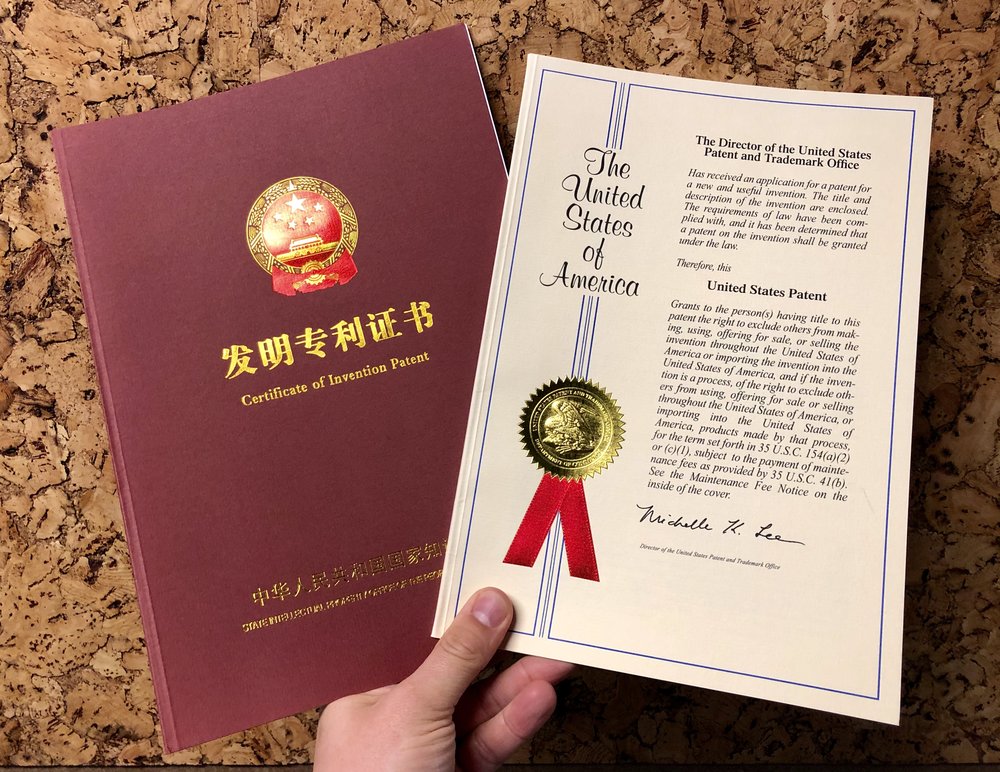 发明专利证书
Certificate of Invention Patent
中华人民共和国国家知
STATE INTELLECTUAL PROPERTY OFFICE OF THE PEOP
The
United
States
of
America
The Director of the United States
Patent and Trademark Office
Has received an application for a patent for
a new and useful invention. The title and
description of the invention are enclosed.
The requirements of law have been com-
plied with, and it has been determined that
a patent on the invention shall be granted
under the law.
Therefore, this
United States Patent
Grants to the person(s) having title to this
patent the right to exclude others from mak-
ing, using, offering for sale, or selling the
invention throughout the United States of
America or importing the invention into the
United States of America, and if the inven-
tion is a process, of the right to exclude oth-
ers from using, offering for sale or selling
throughout the United States of America, or
importing into the United States of
America, products made by that process,
for the term set forth in 35 U.S.C. 154(a)(2)
or (c)(1), subject to the payment of mainte-
nance fees as provided by 35 U.S.C. 41(b).
See the Maintenance Fee Notice on the
inside of the cover.
Michelle K. Lee
Director of the United States Patent and Trademark Office